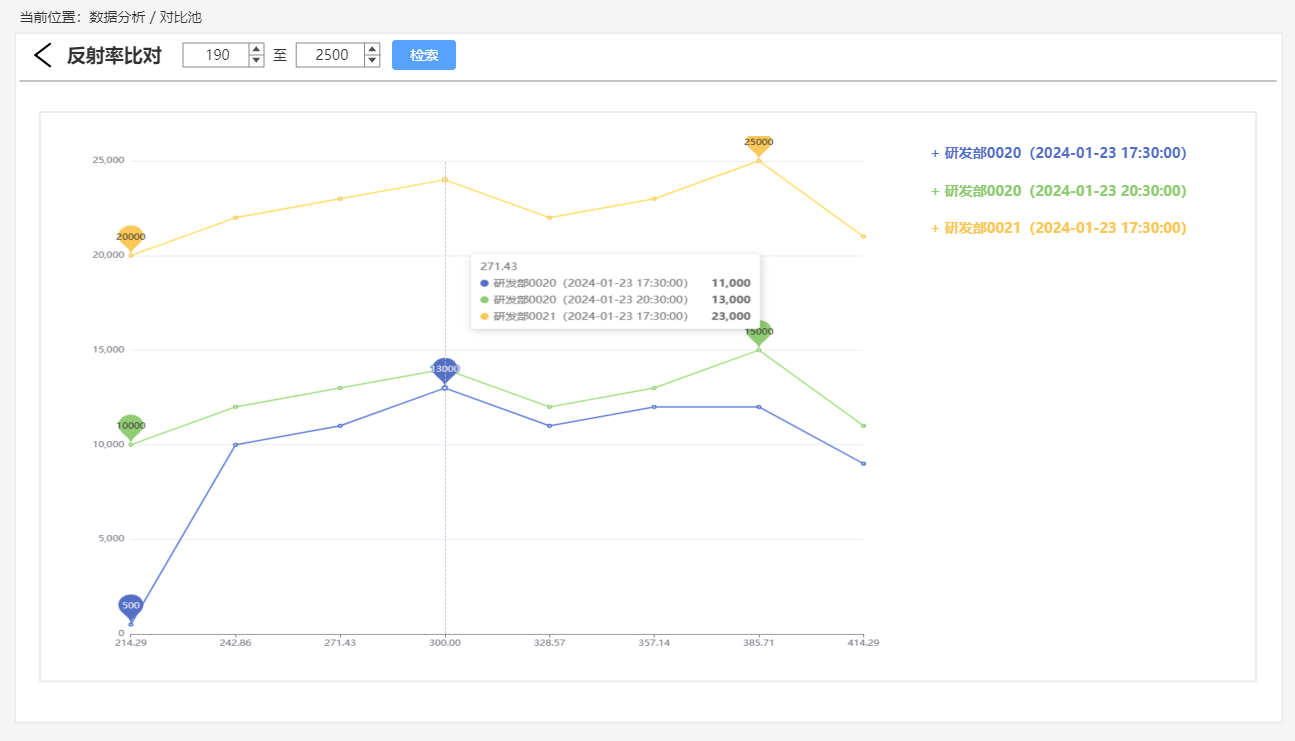 当前位置：数据分析 / 对比池
反射率比对 190 至 2500 检索
+ 研发部0020（2024-01-23 17:30:00）
+ 研发部0020（2024-01-23 20:30:00）
+ 研发部0021（2024-01-23 17:30:00）
25000
25,000
20000
20,000
271.43
研发部0020（2024-01-23 17:30:00） 11,000
研发部0020（2024-01-23 20:30:00） 13,000
研发部0021（2024-01-23 17:30:00） 23,000
15000
15,000
13000
10000
10,000
5,000
500
0
214.29 242.86 271.43 300.00 328.57 357.14 385.71 414.29